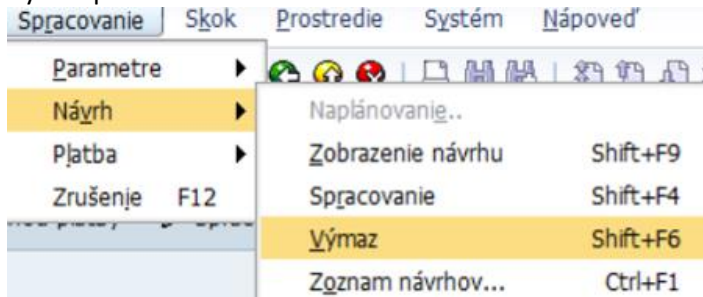 Spracovanie Skok Prostredie Systém Nápoveď
Parametre
Návrh
Platba
Zrušenie F12
Naplánovanie..
Zobrazenie návrhu Shift+F9
Spracovanie Shift+F4
Výmaz Shift+F6
Zoznam návrhov... Ctrl+F1